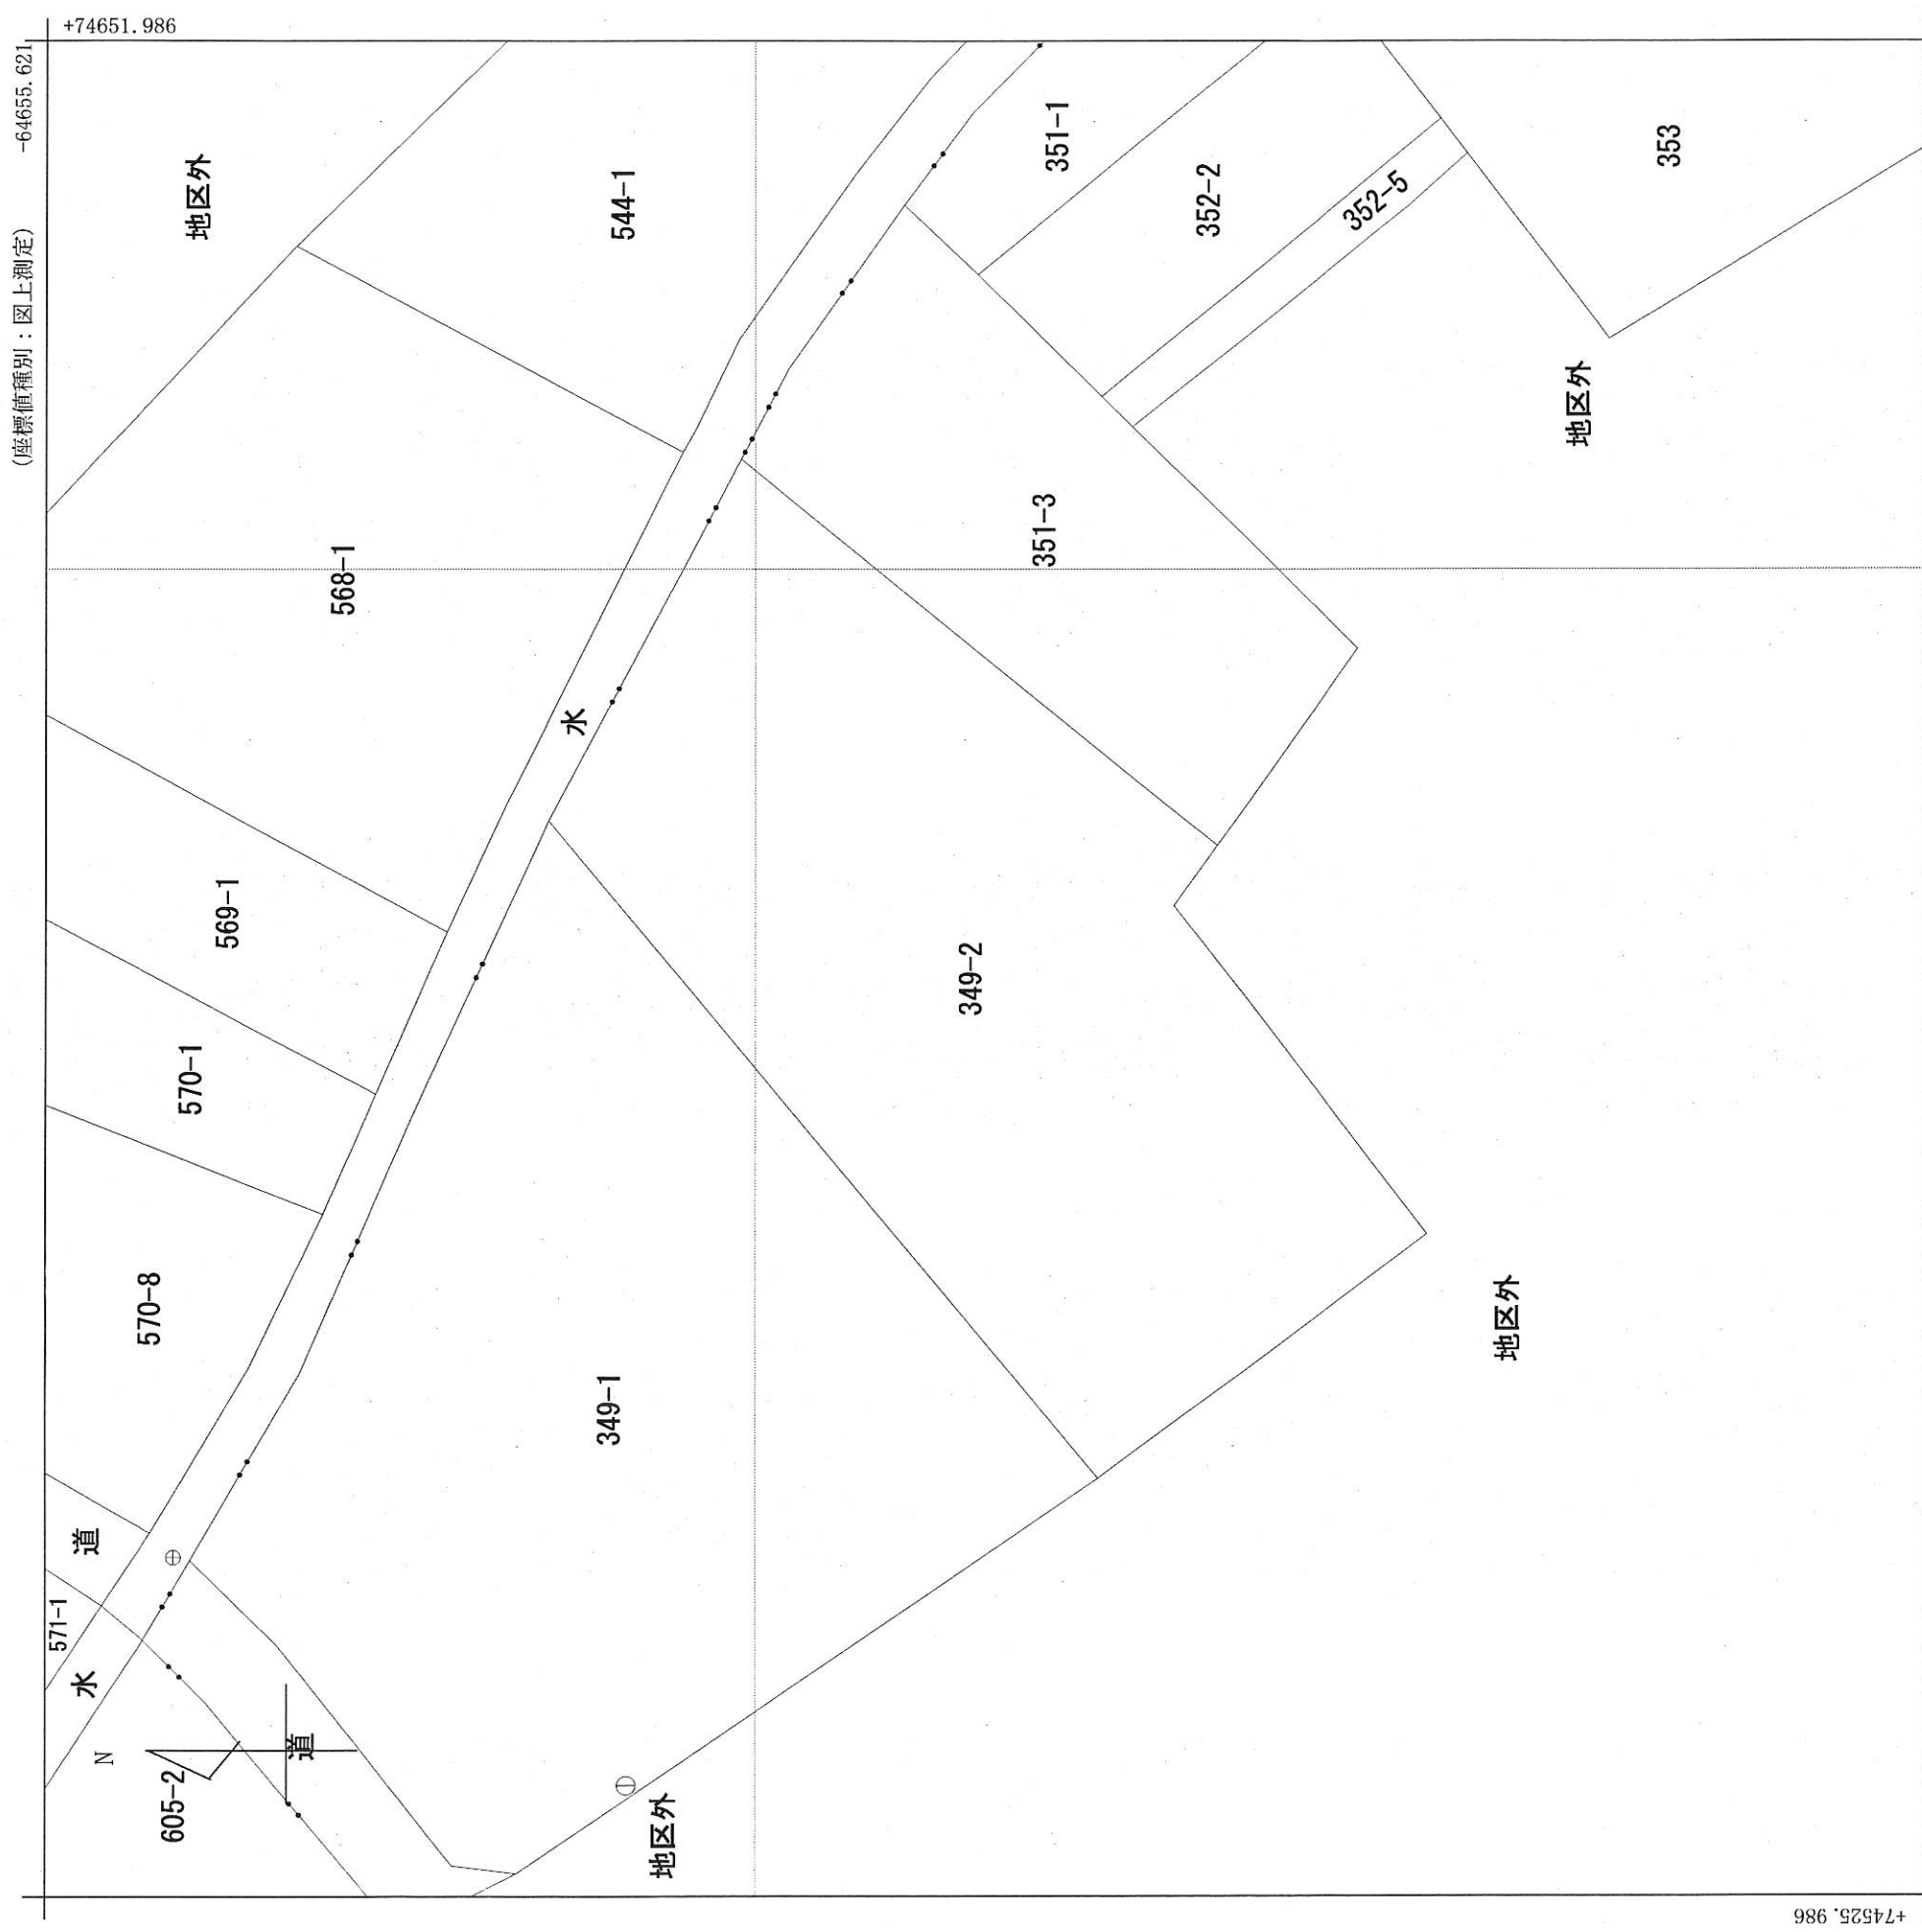 +74651.986
-64655.621
(座標値種別：図上測定)
地区外
544-1
351-1
352-2
352-5
353
地区外
568-1
351-3
水
569-1
349-2
570-1
570-8
349-1
地区外
道
571-1
水
N
605-2
道
地区外
+74525.986